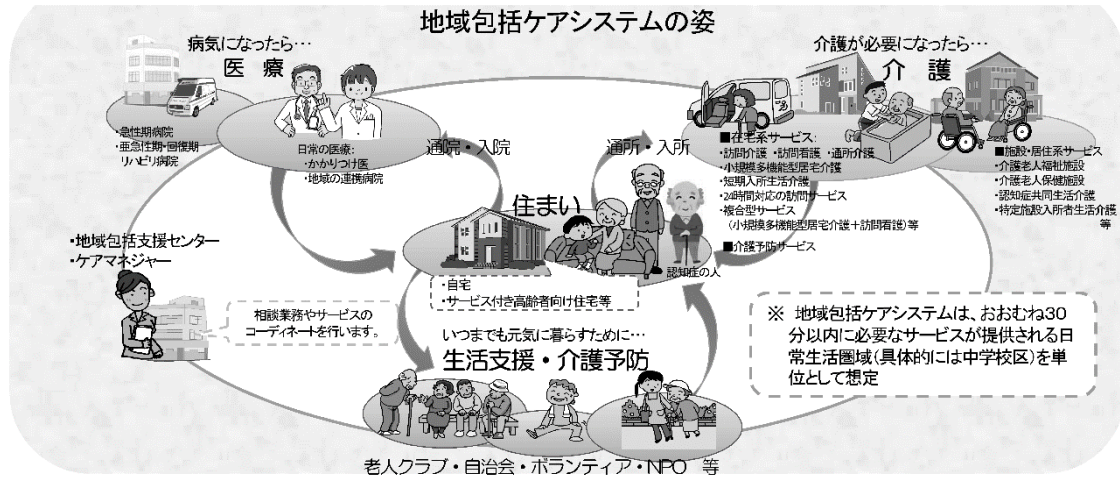 地域包括ケアシステムの姿
病気になったら…
医療
・急性期病院
・亜急性期・回復期
リハビリ病院
日常の医療:
・かかりつけ医
・地域の連携病院
通院・入院
通所・入所
介護が必要になったら…
介護
■在宅系サービス:
・訪問介護 ・訪問看護 ・通所介護
・小規模多機能型居宅介護
・短期入所生活介護
・24時間対応の訪問サービス
・複合型サービス
(小規模多機能型居宅介護+訪問看護)等
■介護予防サービス
■施設・居住系サービス
・介護老人福祉施設
・介護老人保健施設
・認知症共同生活介護
・特定施設入所者生活介護
等
住まい
認知症の人
・自宅
・サービス付き高齢者向け住宅等
・地域包括支援センター
・ケアマネジャー
相談業務やサービスの
コーディネートを行います。
いつまでも元気に暮らすために…
生活支援・介護予防
老人クラブ・自治会・ボランティア・NPO 等
※ 地域包括ケアシステムは、おおむね30
分以内に必要なサービスが提供される日
常生活圏域(具体的には中学校区)を単
位として想定